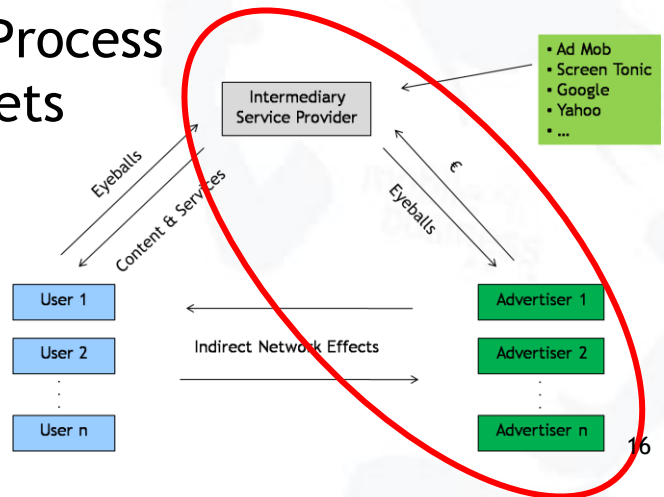 Process
ets
▪ Ad Mob
▪ Screen Tonic
▪ Google
▪ Yahoo
▪ ...
Intermediary
Service Provider
Eyeballs
Content & Services
€
Eyeballs
User 1
Advertiser 1
User 2
Indirect Network Effects
Advertiser 2
User n
Advertiser n
16